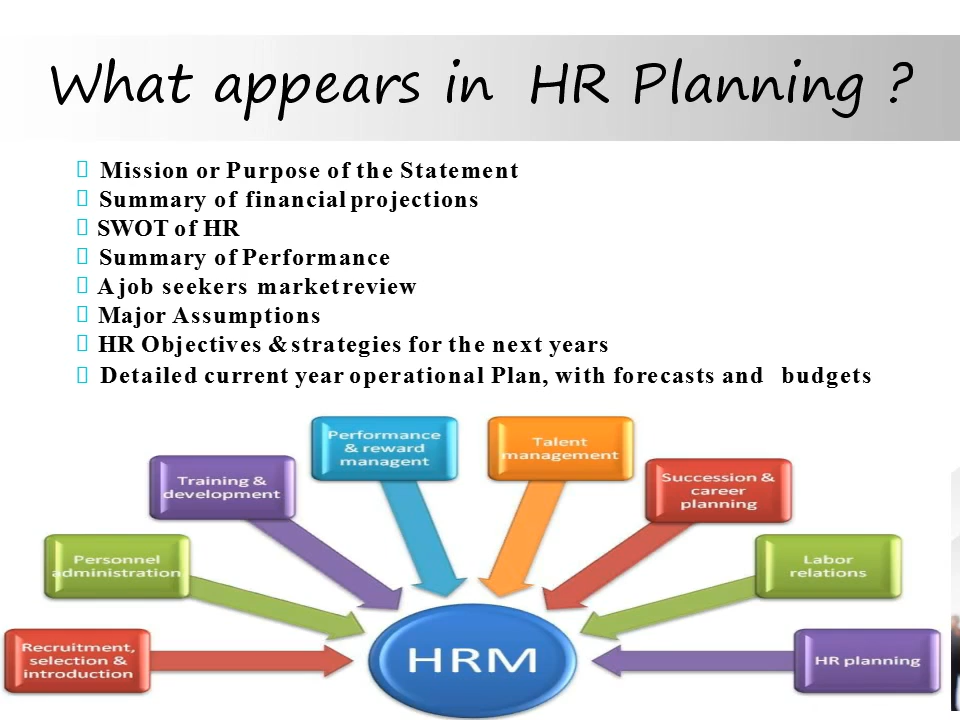 What appears in HR Planning ?
Mission or Purpose of the Statement
Summary of financial projections
SWOT of HR
Summary of Performance
A job seekers market review
Major Assumptions
HR Objectives & strategies for the next years
Detailed current year operational Plan, with forecasts and budgets
Performance
& reward
managent
Talent
management
Training &
development
Succession &
career
planning
Personnel
administration
Labor
relations
Recruitment,
selection &
introduction
HRM
HR planning